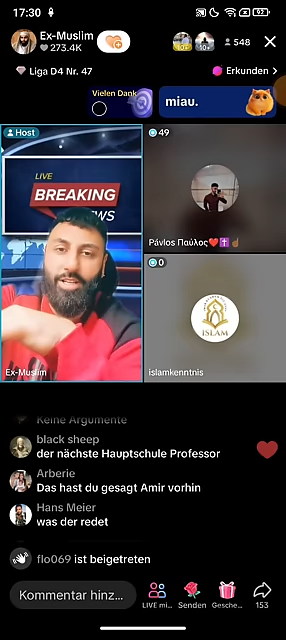 17:30
92
Ex-Muslim
273.4K
10+
10+
548
Liga D4 Nr. 47
Erkunden >
Vielen Dank
miau.
Host
49
LIVE
BREAKING
NEWS
Pávlos Παύλος❤️✝️☝🏾
0
ISLAM
Ex-Muslim
islamkenntnis
Keine Argumente
black sheep
der nächste Hauptschule Professor
Arberie
Das hast du gesagt Amir vorhin
Hans Meier
was der redet
flo069 ist beigetreten
Kommentar hinz...
LIVE mi...
Senden
Gesche...
153